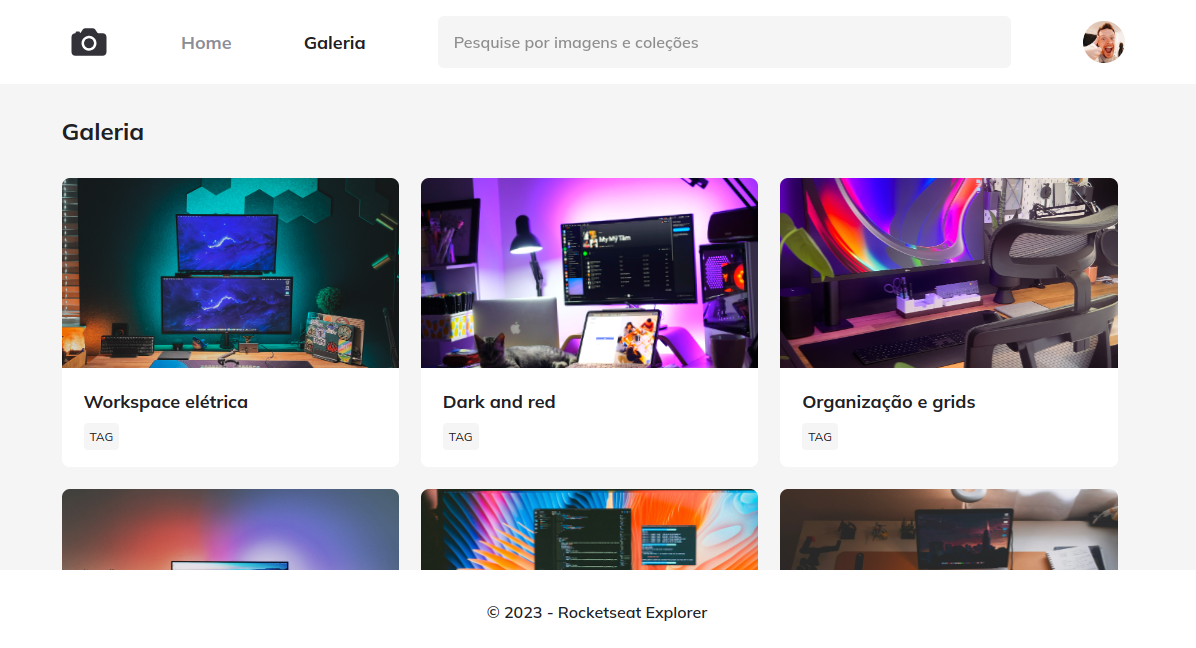 Home Galeria Pesquise por imagens e coleções
Galeria
My Mỹ Tâm
Workspace elétrica Dark and red Organização e grids
TAG TAG TAG
© 2023 - Rocketseat Explorer